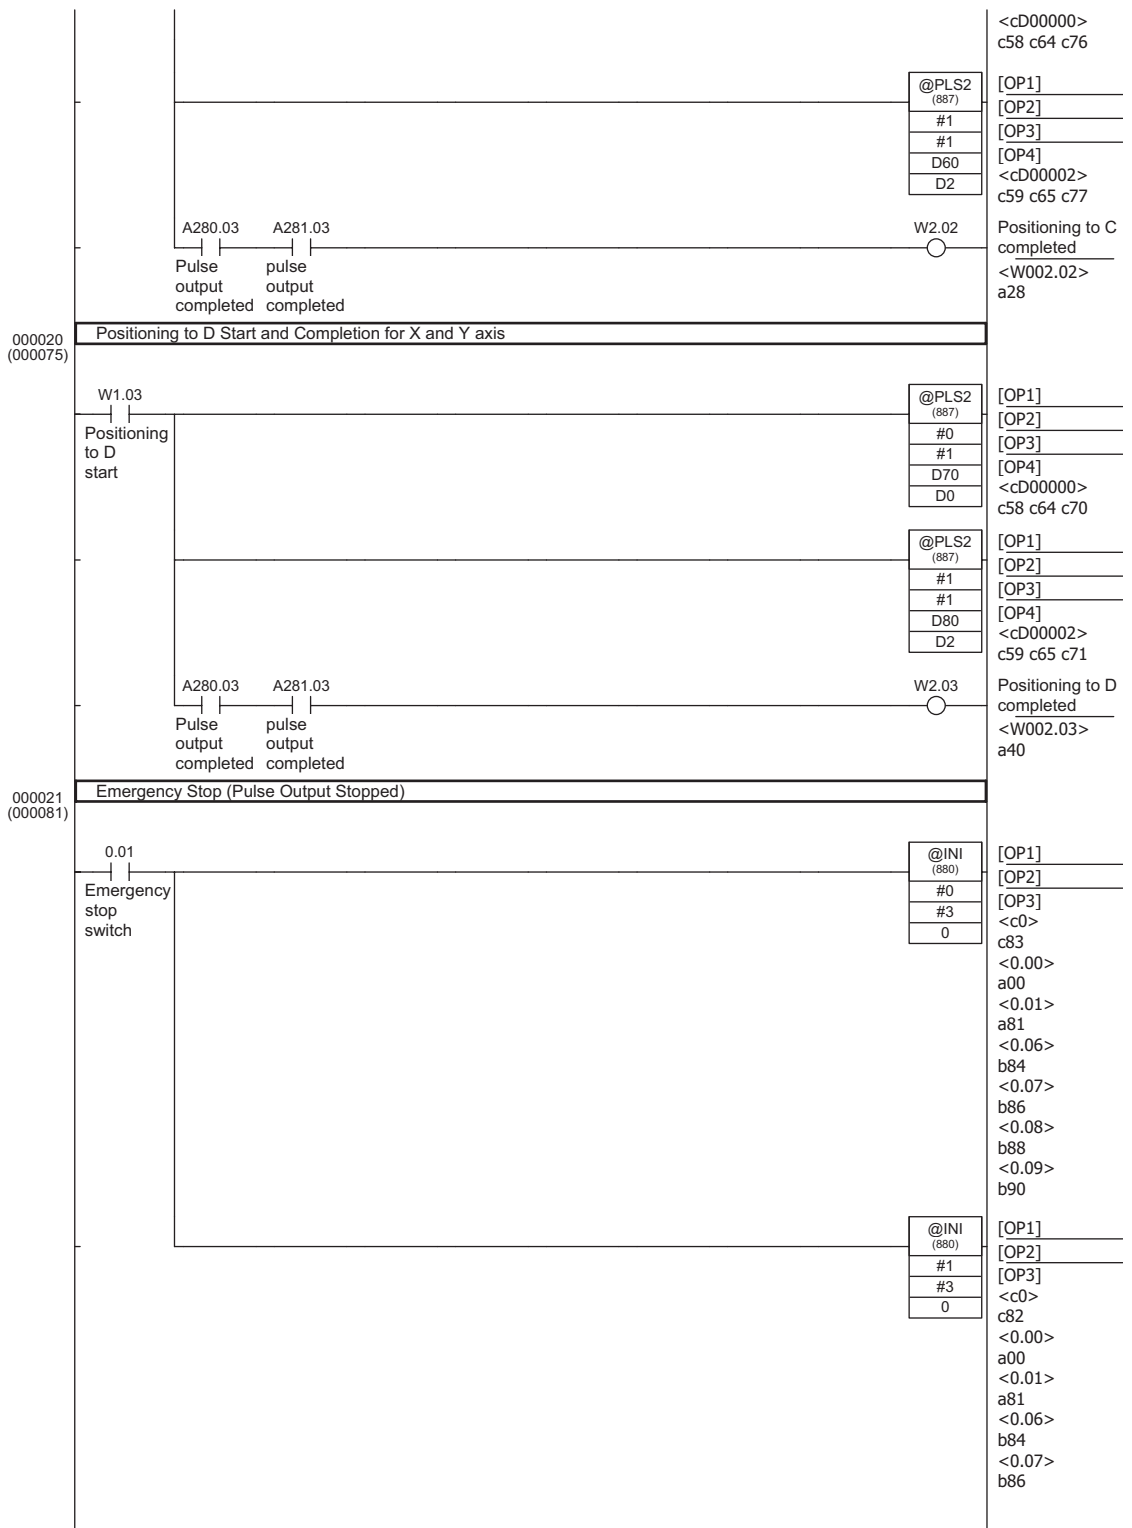 <cD00000>
c58 c64 c76
@PLS2
(887)
#1
#1
D60
D2
[OP1]
[OP2]
[OP3]
[OP4]
<cD00002>
c59 c65 c77
A280.03 A281.03 W2.02
Pulse output completed
pulse output completed
Positioning to C
completed
<W002.02>
a28
000020
(000075)
Positioning to D Start and Completion for X and Y axis
W1.03
Positioning
to D
start
@PLS2
(887)
#0
#1
D70
D0
[OP1]
[OP2]
[OP3]
[OP4]
<cD00000>
c58 c64 c70
@PLS2
(887)
#1
#1
D80
D2
[OP1]
[OP2]
[OP3]
[OP4]
<cD00002>
c59 c65 c71
A280.03 A281.03 W2.03
Pulse output completed
pulse output completed
Positioning to D
completed
<W002.03>
a40
000021
(000081)
Emergency Stop (Pulse Output Stopped)
0.01
Emergency
stop
switch
@INI
(880)
#0
#3
0
[OP1]
[OP2]
[OP3]
<c0>
c83
<0.00>
a00
<0.01>
a81
<0.06>
b84
<0.07>
b86
<0.08>
b88
<0.09>
b90
@INI
(880)
#1
#3
0
[OP1]
[OP2]
[OP3]
<c0>
c82
<0.00>
a00
<0.01>
a81
<0.06>
b84
<0.07>
b86